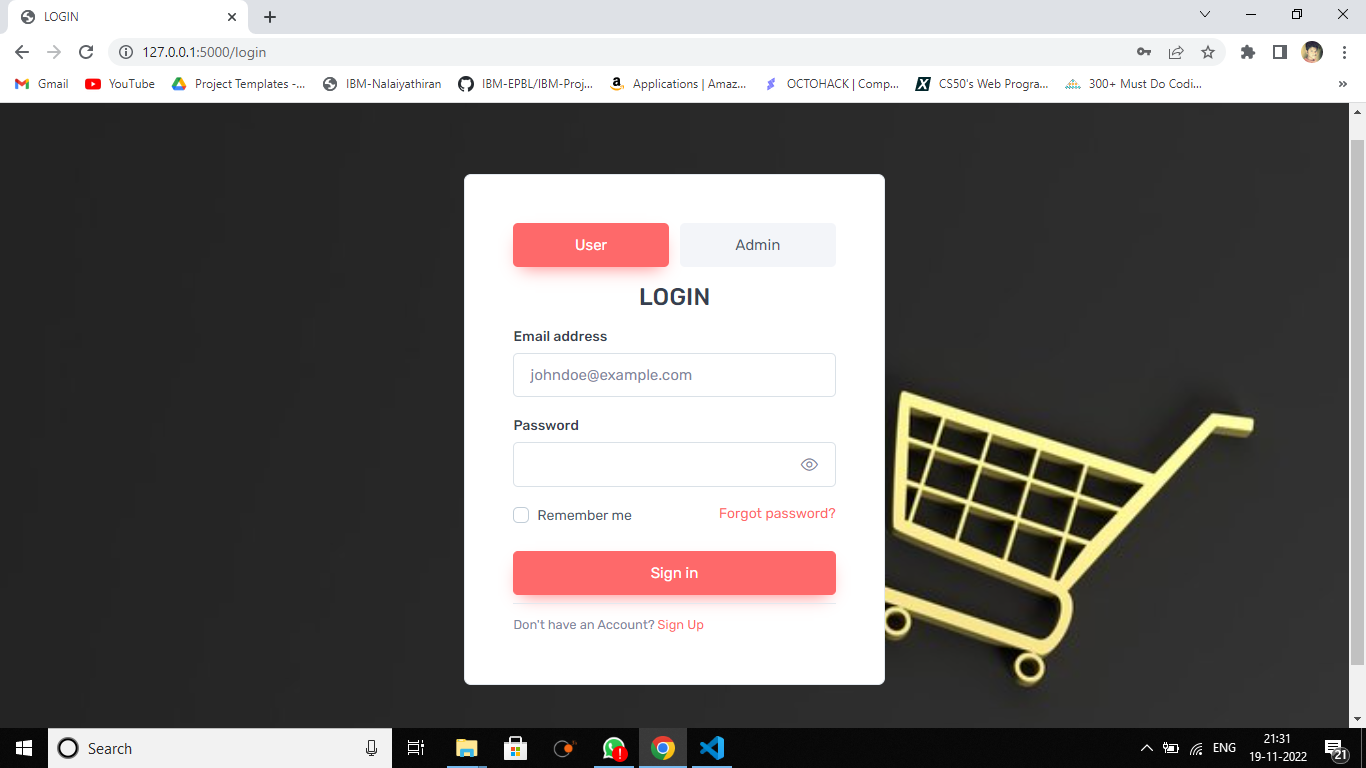 LOGIN
127.0.0.1:5000/login
Gmail YouTube Project Templates -... IBM-Nalaiyathiran IBM-EPBL/IBM-Proj... Applications | Amaz... OCTOHACK | Comp... CS50's Web Progra... 300+ Must Do Codi... »
User Admin
LOGIN
Email address
johndoe@example.com
Password
Remember me Forgot password?
Sign in
Don't have an Account? Sign Up
Search ENG 21:31
19-11-2022 21